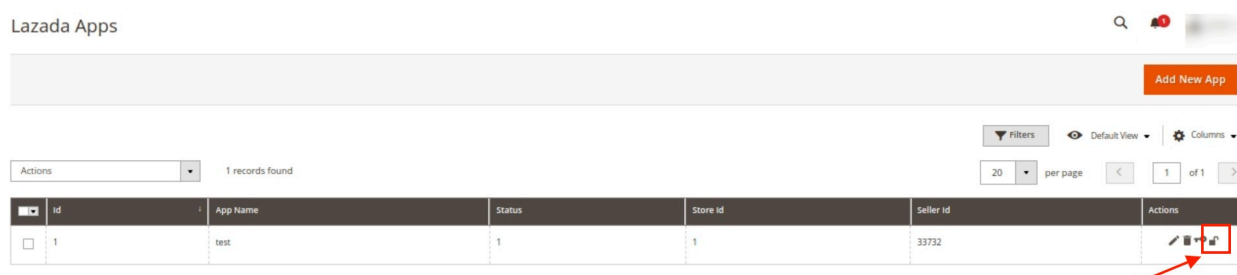 Lazada Apps
1
Add New App
Filters
Default View
Columns
Actions
1 records found
20
per page
1
of 1
Id App Name Status Store Id Seller Id Actions
1 test 1 1 33732